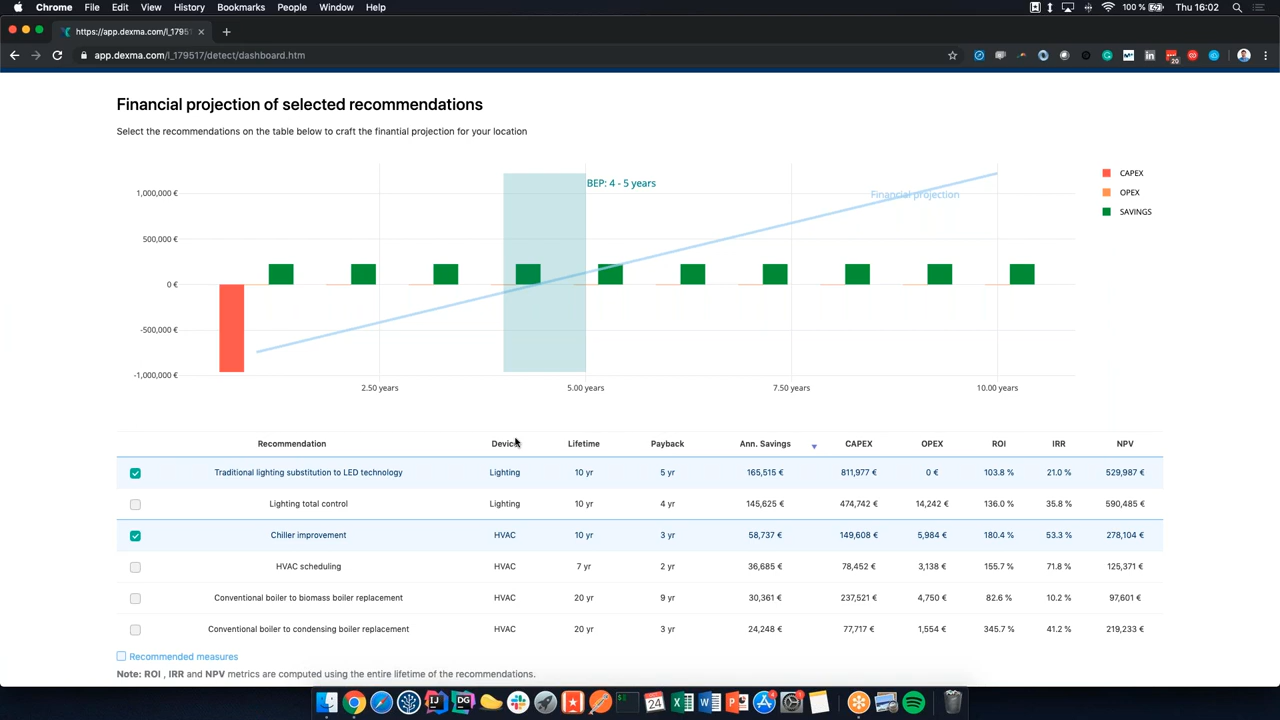 Chrome File Edit View History Bookmarks People Window Help 100 % Thu 16:02
https://app.dexma.com/l_1795
app.dexma.com/l_179517/detect/dashboard.htm
20
Financial projection of selected recommendations
Select the recommendations on the table below to craft the finantial projection for your location
1,000,000 €
500,000 €
0 €
-500,000 €
-1,000,000 €
BEP: 4 - 5 years
Financial projection
CAPEX
OPEX
SAVINGS
2.50 years 5.00 years 7.50 years 10.00 years
Recommendation Device Lifetime Payback Ann. Savings CAPEX OPEX ROI IRR NPV
Traditional lighting substitution to LED technology Lighting 10 yr 5 yr 165,515 € 811,977 € 0 € 103.8 % 21.0 % 529,987 €
Lighting total control Lighting 10 yr 4 yr 145,625 € 474,742 € 14,242 € 136.0 % 35.8 % 590,485 €
Chiller improvement HVAC 10 yr 3 yr 58,737 € 149,608 € 5,984 € 180.4 % 53.3 % 278,104 €
HVAC scheduling HVAC 7 yr 2 yr 36,685 € 78,452 € 3,138 € 155.7 % 71.8 % 125,371 €
Conventional boiler to biomass boiler replacement HVAC 20 yr 9 yr 30,361 € 237,521 € 4,750 € 82.6 % 10.2 % 97,601 €
Conventional boiler to condensing boiler replacement HVAC 20 yr 3 yr 24,248 € 77,717 € 1,554 € 345.7 % 41.2 % 219,233 €
Recommended measures
Note: ROI , IRR and NPV metrics are computed using the entire lifetime of the recommendations.
IJ DG 24